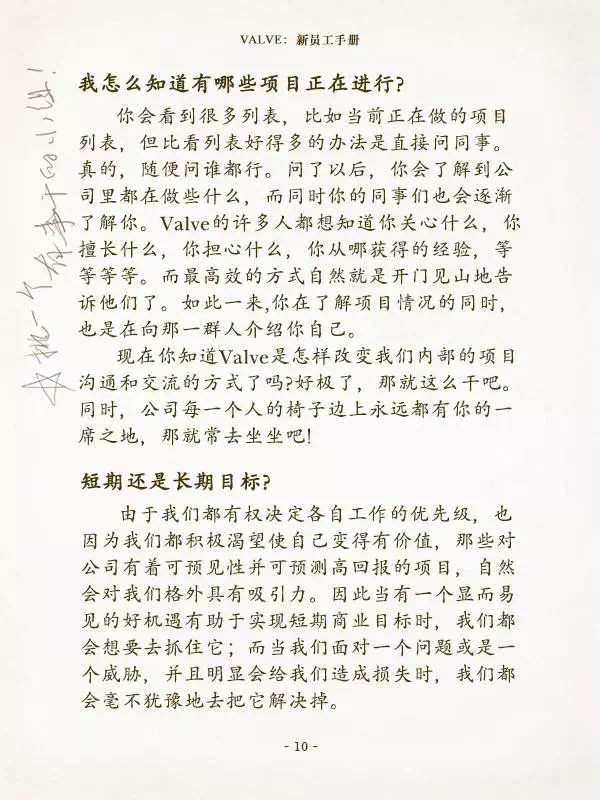 VALVE：新员工手册
我怎么知道有哪些项目正在进行?
你会看到很多列表，比如当前正在做的项目
列表，但比看列表好得多的办法是直接问同事。
真的，随便问谁都行。问了以后，你会了解到公
司里都在做些什么，而同时你的同事们也会逐渐
了解你。Valve的许多人都想知道你关心什么，你
擅长什么，你担心什么，你从哪获得的经验，等
等等等。而最高效的方式自然就是开门见山地告
诉他们了。如此一来,你在了解项目情况的同时，
也是在向那一群人介绍你自己。
现在你知道Valve是怎样改变我们内部的项目
沟通和交流的方式了吗?好极了，那就这么干吧。
同时，公司每一个人的椅子边上永远都有你的一
席之地，那就常去坐坐吧!
短期还是长期目标?
由于我们都有权决定各自工作的优先级，也
因为我们都积极渴望使自己变得有价值，那些对
公司有着可预见性并可预测高回报的项目，自然
会对我们格外具有吸引力。因此当有一个显而易
见的好机遇有助于实现短期商业目标时，我们都
会想要去抓住它；而当我们面对一个问题或是一
个威胁，并且明显会给我们造成损失时，我们都
会毫不犹豫地去把它解决掉。
- 10 -
挑一个有事干的小组!